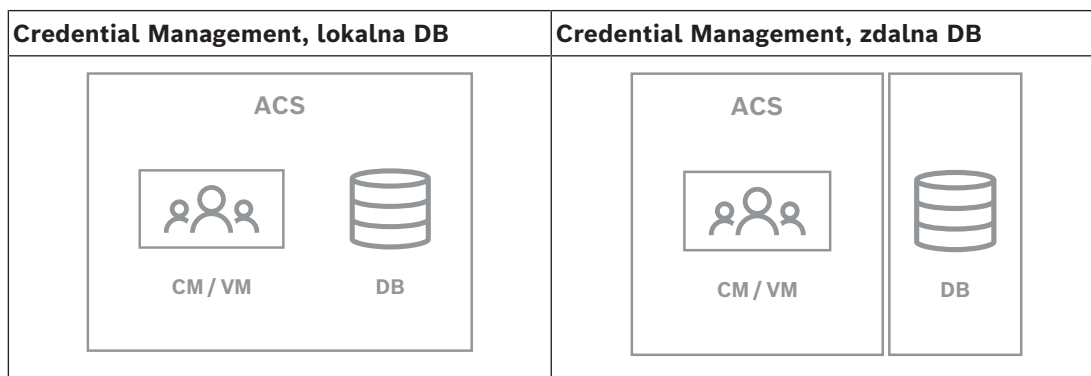 Credential Management, lokalna DB
Credential Management, zdalna DB
ACS
CM / VM
DB
ACS
CM / VM
DB